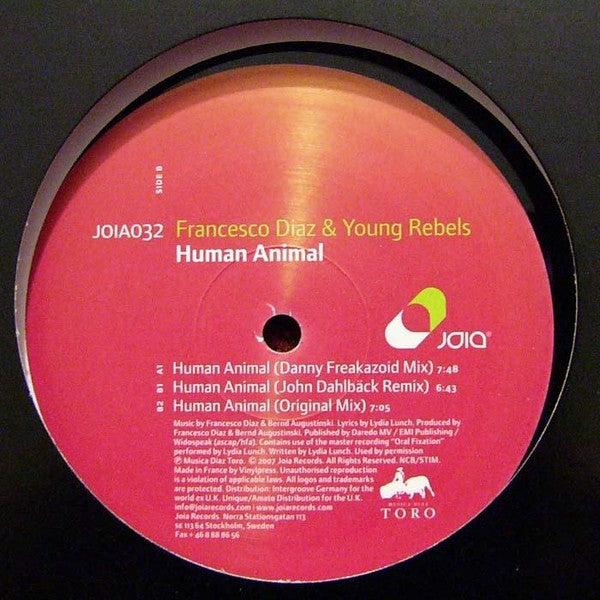 SIDE B
JOIA032 Francesco Diaz & Young Rebels
Human Animal
JOIA®
A1 Human Animal (Danny Freakazoid Mix) 7:48
B1 Human Animal (John Dahlbäck Remix) 6:43
B2 Human Animal (Original Mix) 7:05
Music by Francesco Diaz & Bernd Augustinski. Lyrics by Lydia Lunch. Produced by
Francesco Diaz & Bernd Augustinski. Published by Daredo MV / EMI Publishing /
Widospeak (ascap/hfa). Contains use of the master recording "Oral Fixation"
performed by Lydia Lunch. Written by Lydia Lunch. Used by permission
℗ Musica Diaz Toro. © 2007 Joia Records. All Rights Reserved. NCB/STIM.
Made in France by Vinylpress. Unauthorised reproduction
is a violation of applicable laws. All logos and trademarks
are protected. Distribution: Intergroove Germany for the
world ex U.K. Unique/Amato Distribution for the U.K.
info@joiarecords.com | www.joiarecords.com
Joia Records. Norra Stationsgatan 113
SE 113 64 Stockholm, Sweden
Fax + 46 8 88 86 56
MUSICA DIAZ
TORO